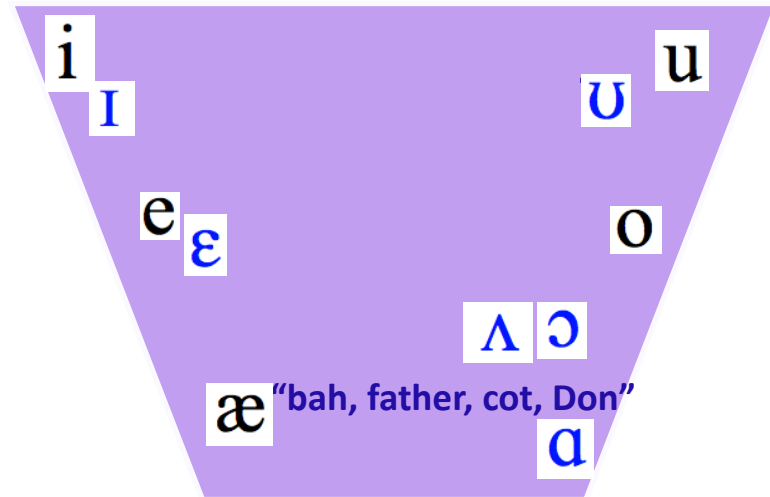 i u
ɪ ʊ
e o
ɛ
ʌ ɔ
æ “bah, father, cot, Don”
ɑ